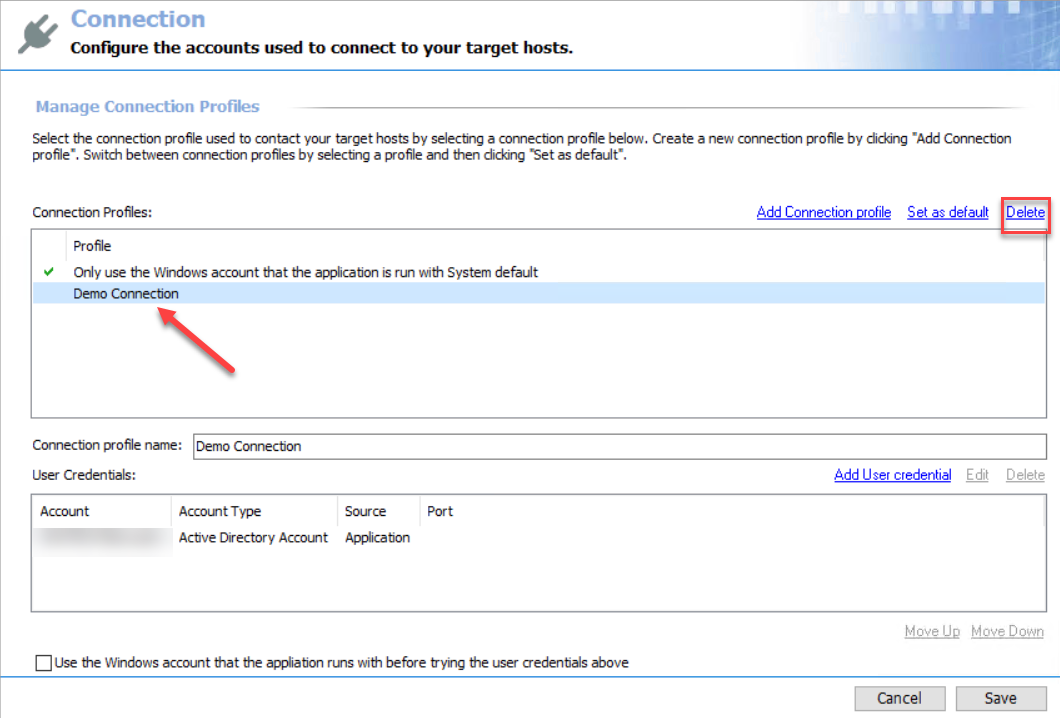 Connection
Configure the accounts used to connect to your target hosts.
Manage Connection Profiles
Select the connection profile used to contact your target hosts by selecting a connection profile below. Create a new connection profile by clicking "Add Connection
profile". Switch between connection profiles by selecting a profile and then clicking "Set as default".
Connection Profiles: Add Connection profile Set as default Delete
Profile
Only use the Windows account that the application is run with System default
Demo Connection
Connection profile name: Demo Connection
User Credentials: Add User credential Edit Delete
Account Account Type Source Port
Active Directory Account Application
Move Up Move Down
Use the Windows account that the appliation runs with before trying the user credentials above
Cancel Save